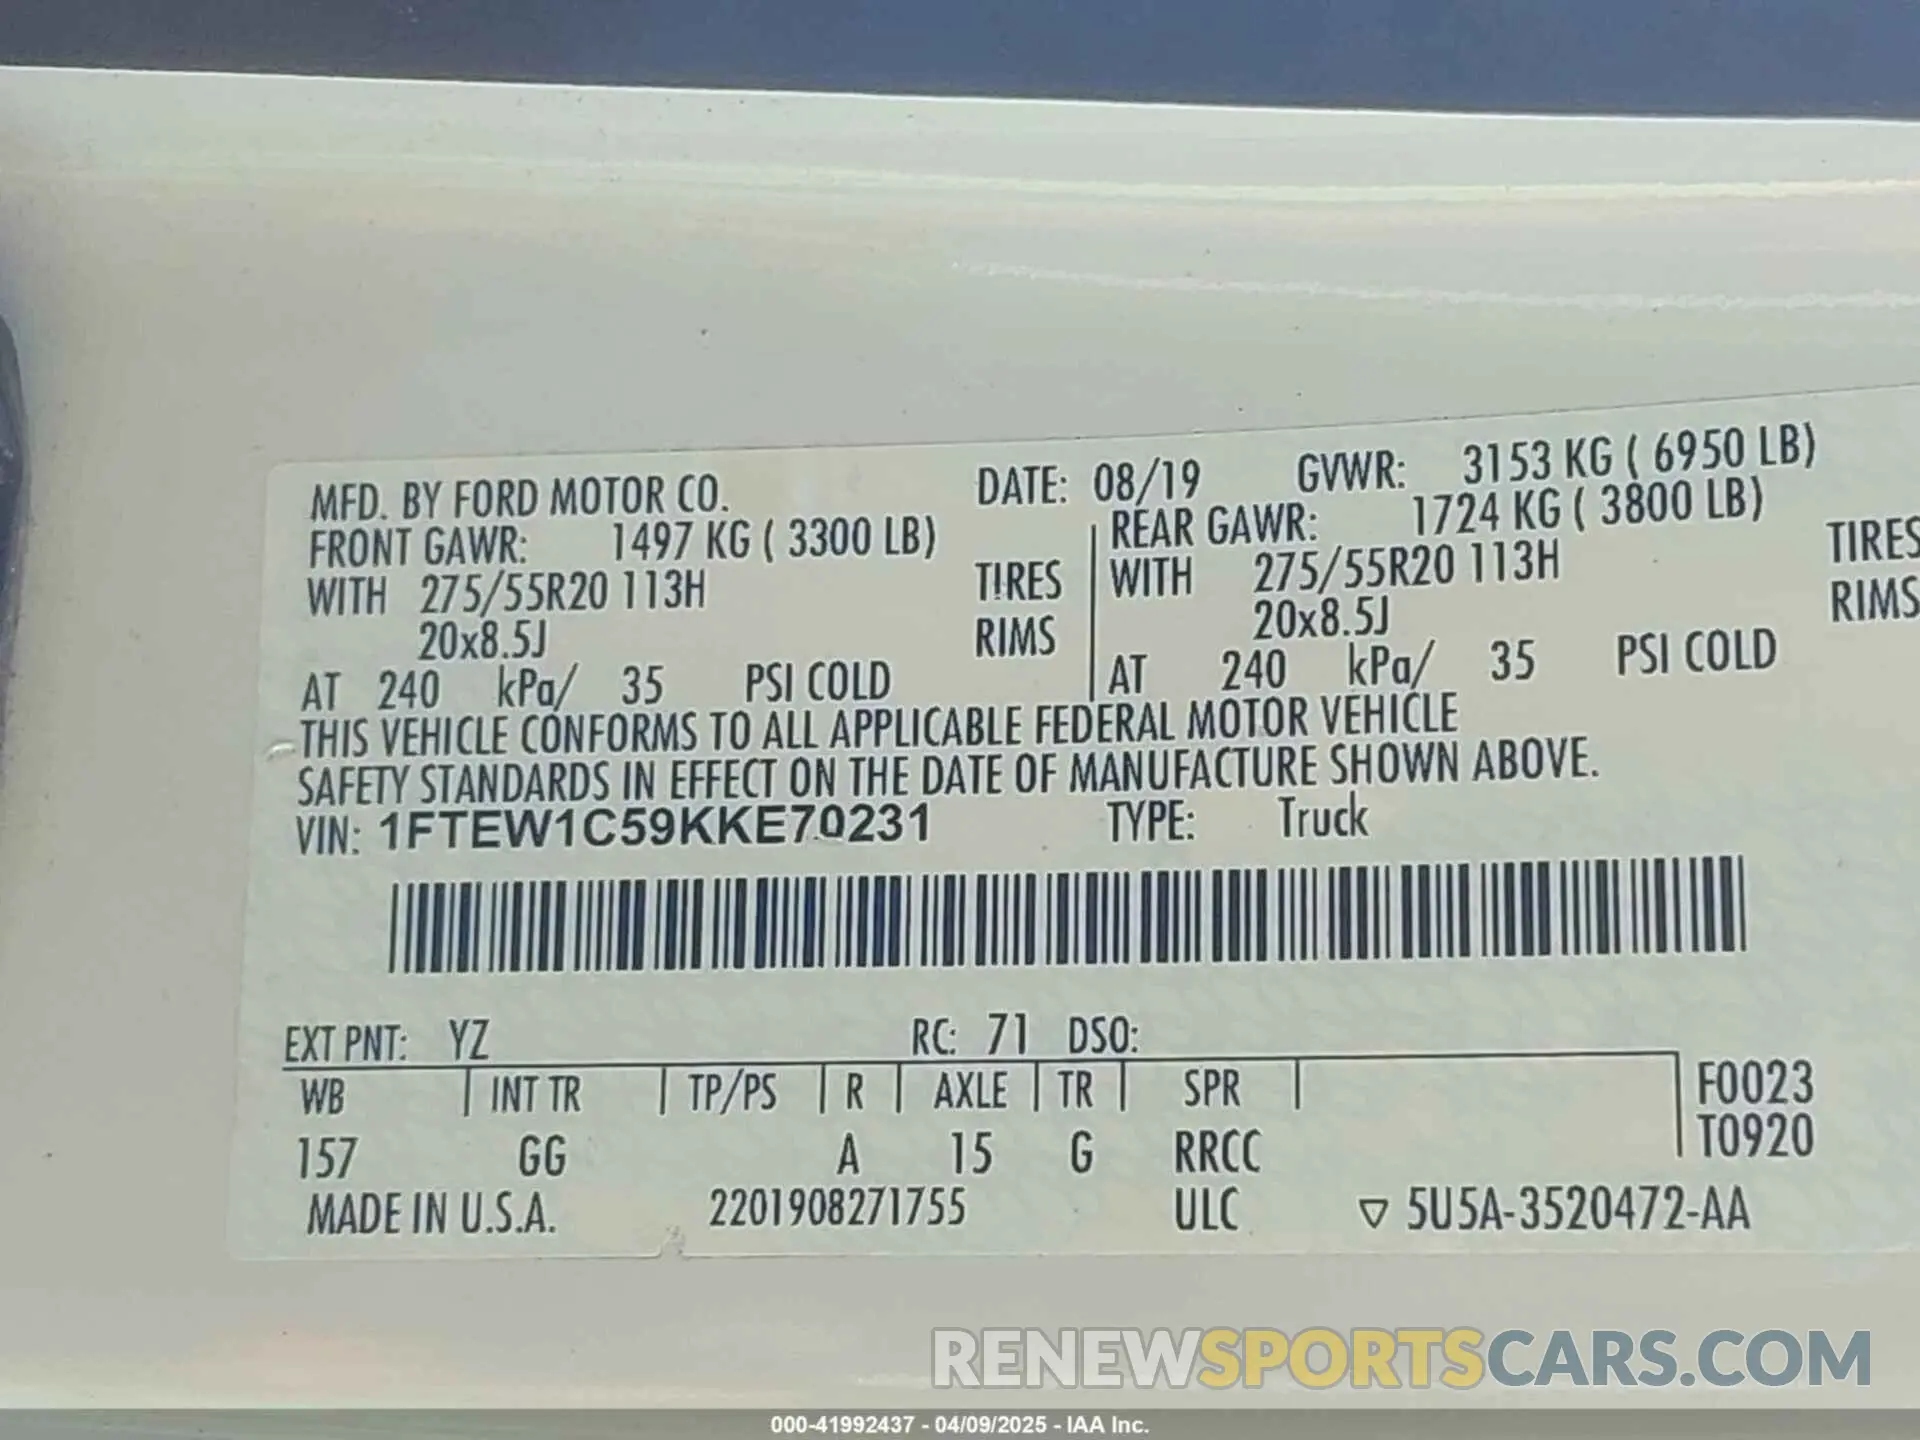 MFD. BY FORD MOTOR CO. DATE: 08/19 GVWR: 3153 KG ( 6950 LB)
FRONT GAWR: 1497 KG ( 3300 LB) REAR GAWR: 1724 KG ( 3800 LB)
WITH 275/55R20 113H TIRES WITH 275/55R20 113H TIRES
20x8.5J RIMS 20x8.5J RIMS
AT 240 kPa/ 35 PSI COLD AT 240 kPa/ 35 PSI COLD
THIS VEHICLE CONFORMS TO ALL APPLICABLE FEDERAL MOTOR VEHICLE
SAFETY STANDARDS IN EFFECT ON THE DATE OF MANUFACTURE SHOWN ABOVE.
VIN: 1FTEW1C59KKE70231 TYPE: Truck
EXT PNT: YZ RC: 71 DSO:
WB INT TR TP/PS R AXLE TR SPR F0023
157 GG A 15 G RRCC T0920
MADE IN U.S.A. 2201908271755 ULC ▽ 5U5A-3520472-AA
RENEWSPORTSCARS.COM
000-41992437 - 04/09/2025 - IAA Inc.